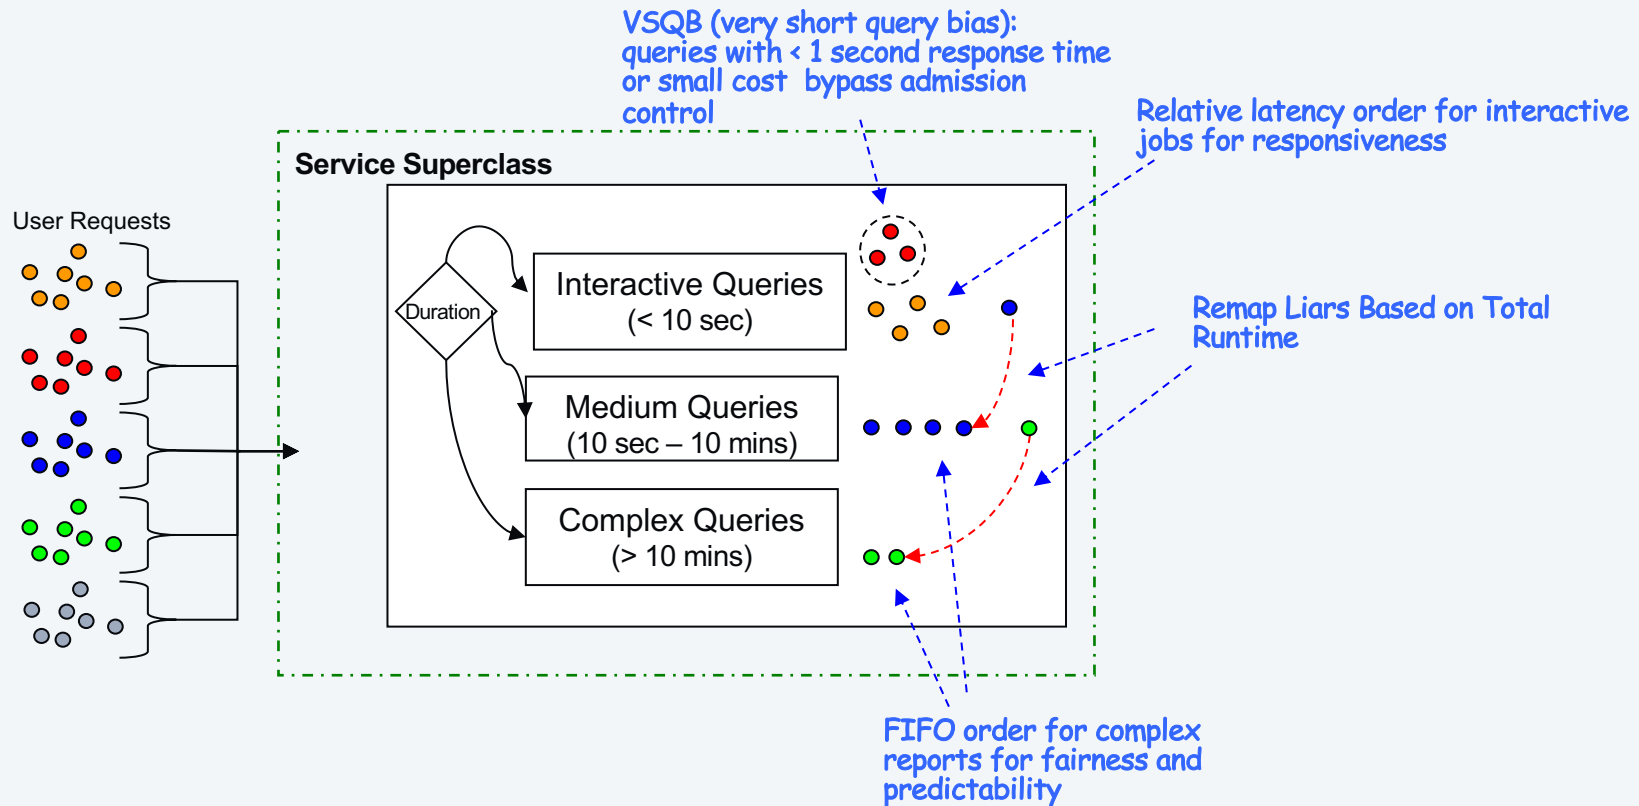 VSQB (very short query bias):
queries with < 1 second response time
or small cost  bypass admission
control
Relative latency order for interactive
jobs for responsiveness
Service Superclass
User Requests
Duration
Interactive Queries
(< 10 sec)
Remap Liars Based on Total
Runtime
Medium Queries
(10 sec – 10 mins)
Complex Queries
(> 10 mins)
FIFO order for complex
reports for fairness and
predictability